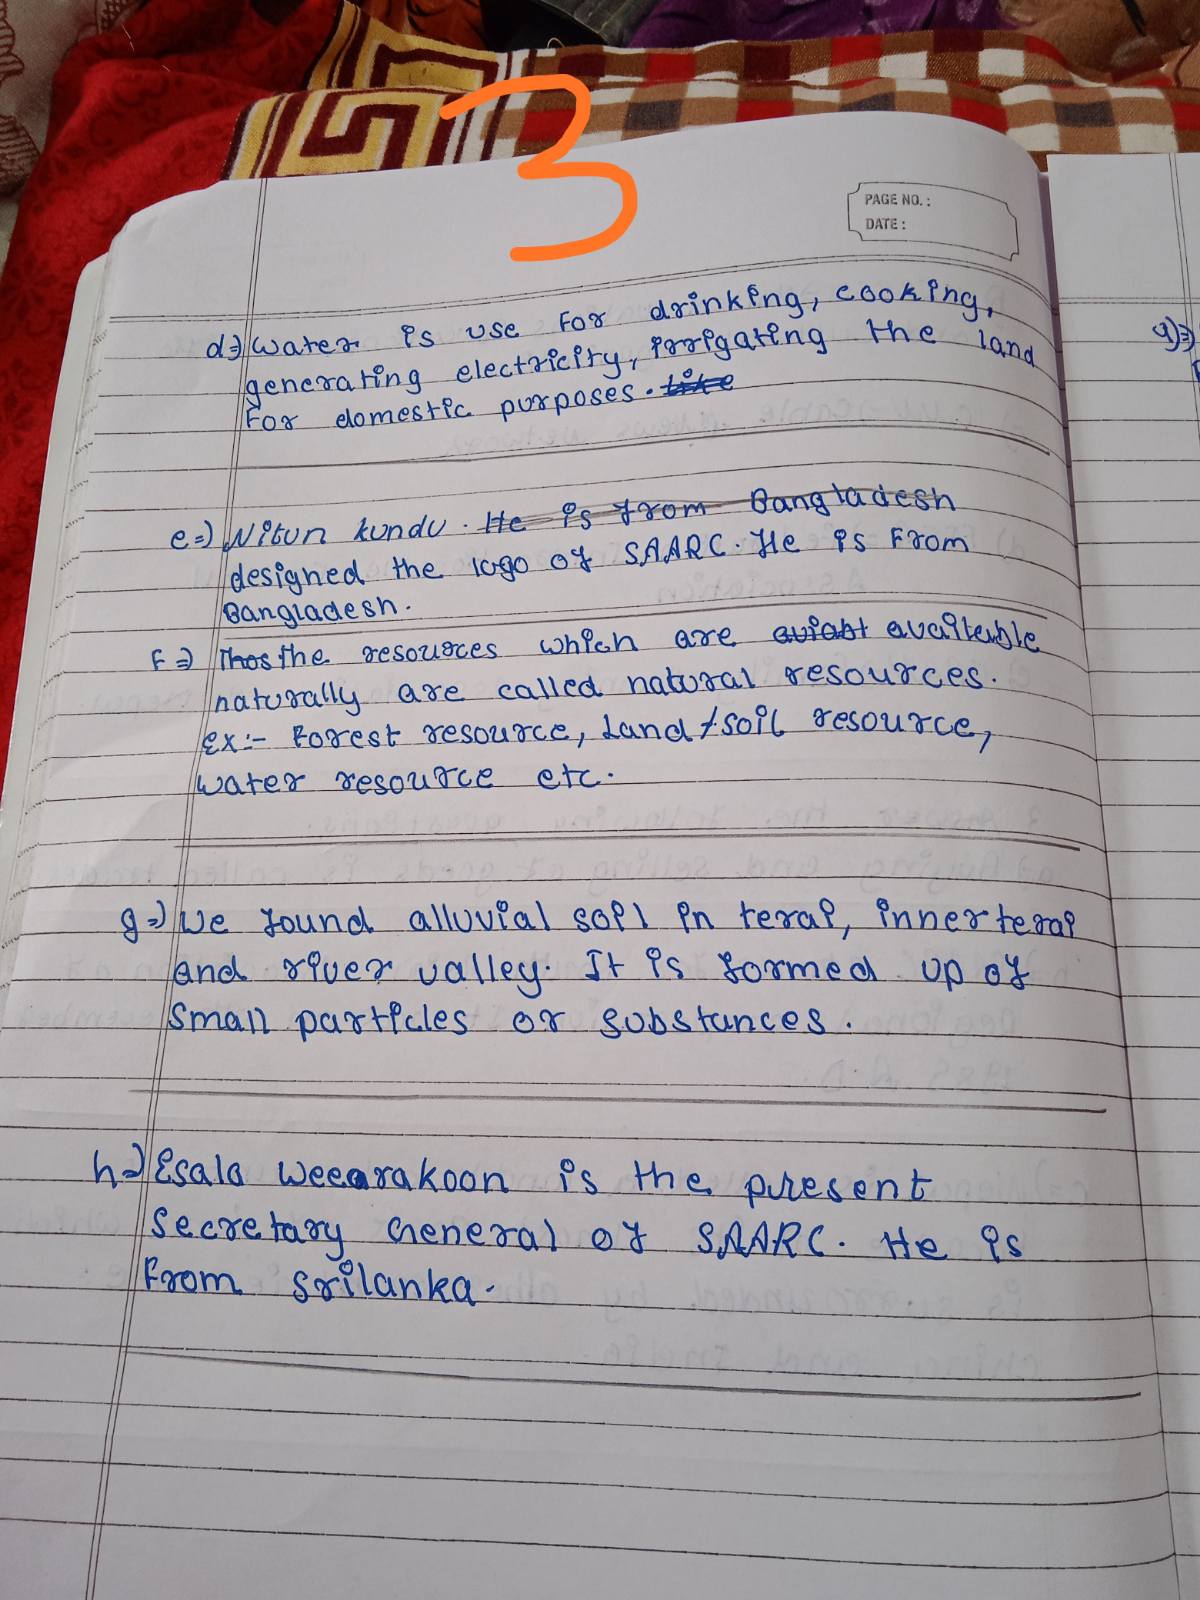 3
PAGE NO. :
DATE :
d⇒) Water is use for drinking, cooking,
generating electricity, irrigating the land
For domestic purposes. like
e⇒) Nitun kundu. He is from Bangladesh
designed the logo of SAARC. He is From
Bangladesh.
F⇒) Thos the resources which are aviabt availeable
naturally are called natural resources.
ex:- Forest resource, Land/soil resource,
water resource etc.
g⇒) We found alluvial soil in terai, inner terai
and river valley. It is formed up of
small particles or substances.
h⇒) Esala weearakoon is the present
secretary General of SAARC. He is
From srilanka.
g)⇒